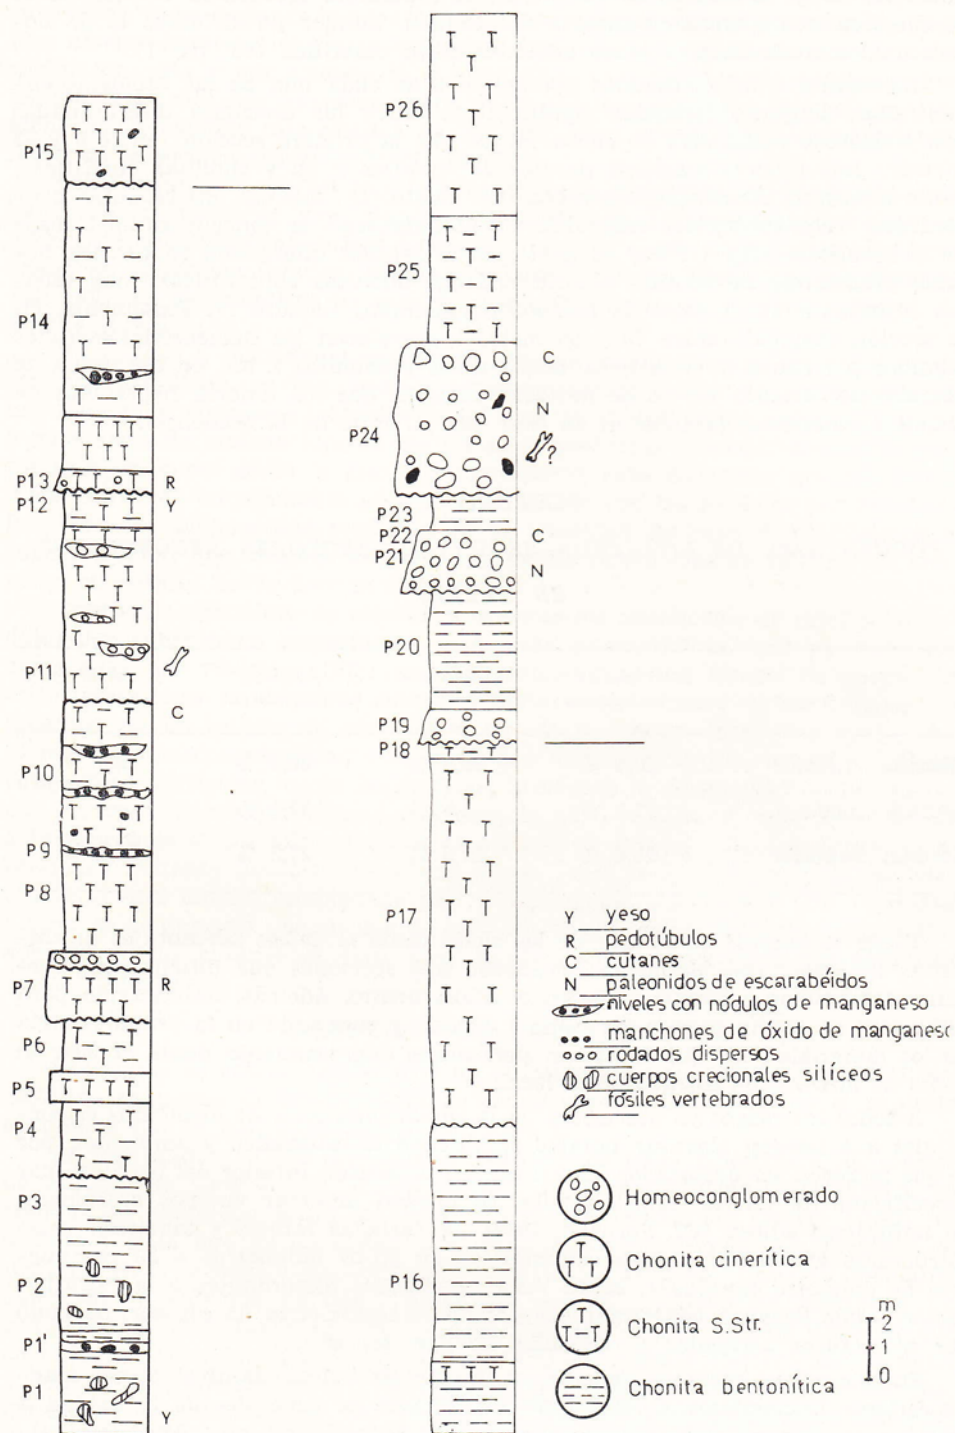 P15
P14
P13 R
P12 Y
P11
C
P10
P9
P8
P7 R
P6
P5
P4
P3
P2
P1'
P1
Y
P26
P25
C
N
P24
?
P23
P22 C
P21
N
P20
P19
P18
P17
P16
Y yeso
R pedotúbulos
C cutanes
N paleonidos de escarabeidos
niveles con nódulos de manganeso
manchones de óxido de manganesc
rodados dispersos
cuerpos crecionales silíceos
fósiles vertebrados
Homeoconglomerado
Chonita cinerítica
Chonita S.Str.
Chonita bentonítica
m
2
1
0